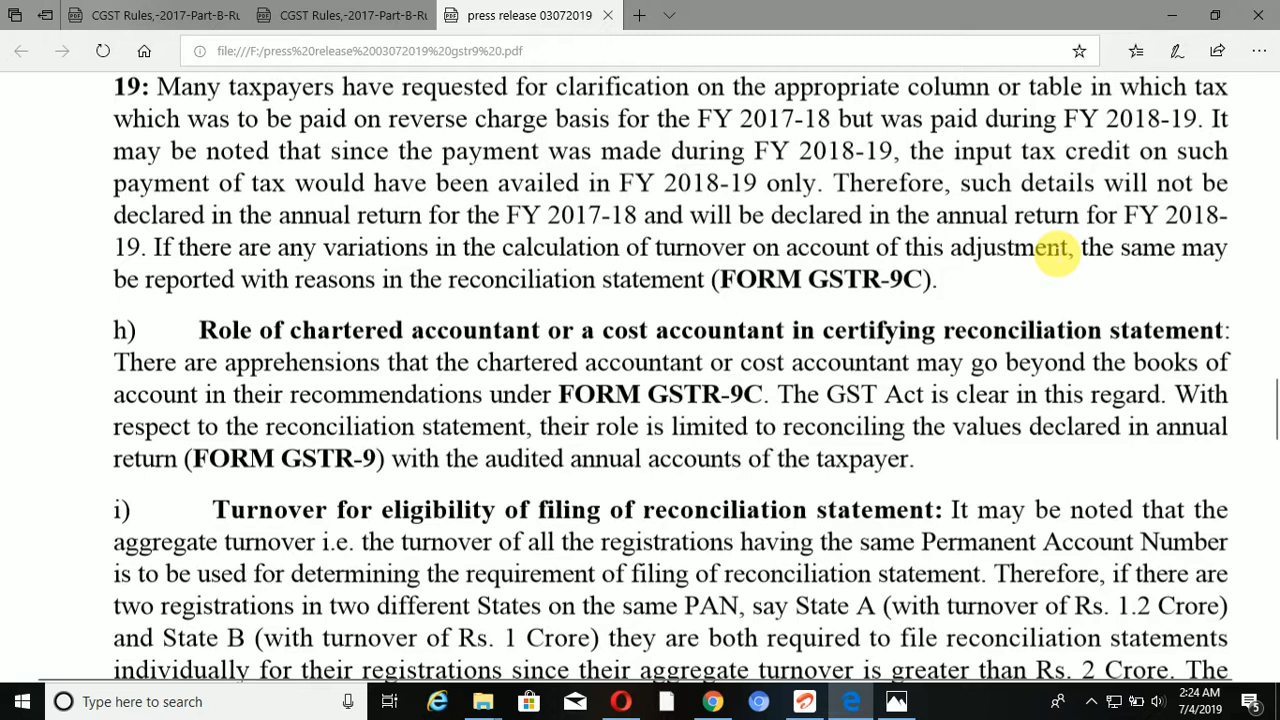 CGST Rules,-2017-Part-B-Ru
CGST Rules,-2017-Part-B-Ru
press release 03072019
file:///F:/press%20release%2003072019%20gstr9%20.pdf
19: Many taxpayers have requested for clarification on the appropriate column or table in which tax
which was to be paid on reverse charge basis for the FY 2017-18 but was paid during FY 2018-19. It
may be noted that since the payment was made during FY 2018-19, the input tax credit on such
payment of tax would have been availed in FY 2018-19 only. Therefore, such details will not be
declared in the annual return for the FY 2017-18 and will be declared in the annual return for FY 2018-
19. If there are any variations in the calculation of turnover on account of this adjustment, the same may
be reported with reasons in the reconciliation statement (FORM GSTR-9C).
h) Role of chartered accountant or a cost accountant in certifying reconciliation statement:
There are apprehensions that the chartered accountant or cost accountant may go beyond the books of
account in their recommendations under FORM GSTR-9C. The GST Act is clear in this regard. With
respect to the reconciliation statement, their role is limited to reconciling the values declared in annual
return (FORM GSTR-9) with the audited annual accounts of the taxpayer.
i) Turnover for eligibility of filing of reconciliation statement: It may be noted that the
aggregate turnover i.e. the turnover of all the registrations having the same Permanent Account Number
is to be used for determining the requirement of filing of reconciliation statement. Therefore, if there are
two registrations in two different States on the same PAN, say State A (with turnover of Rs. 1.2 Crore)
and State B (with turnover of Rs. 1 Crore) they are both required to file reconciliation statements
individually for their registrations since their aggregate turnover is greater than Rs. 2 Crore. The
Type here to search
2:24 AM
7/4/2019
5